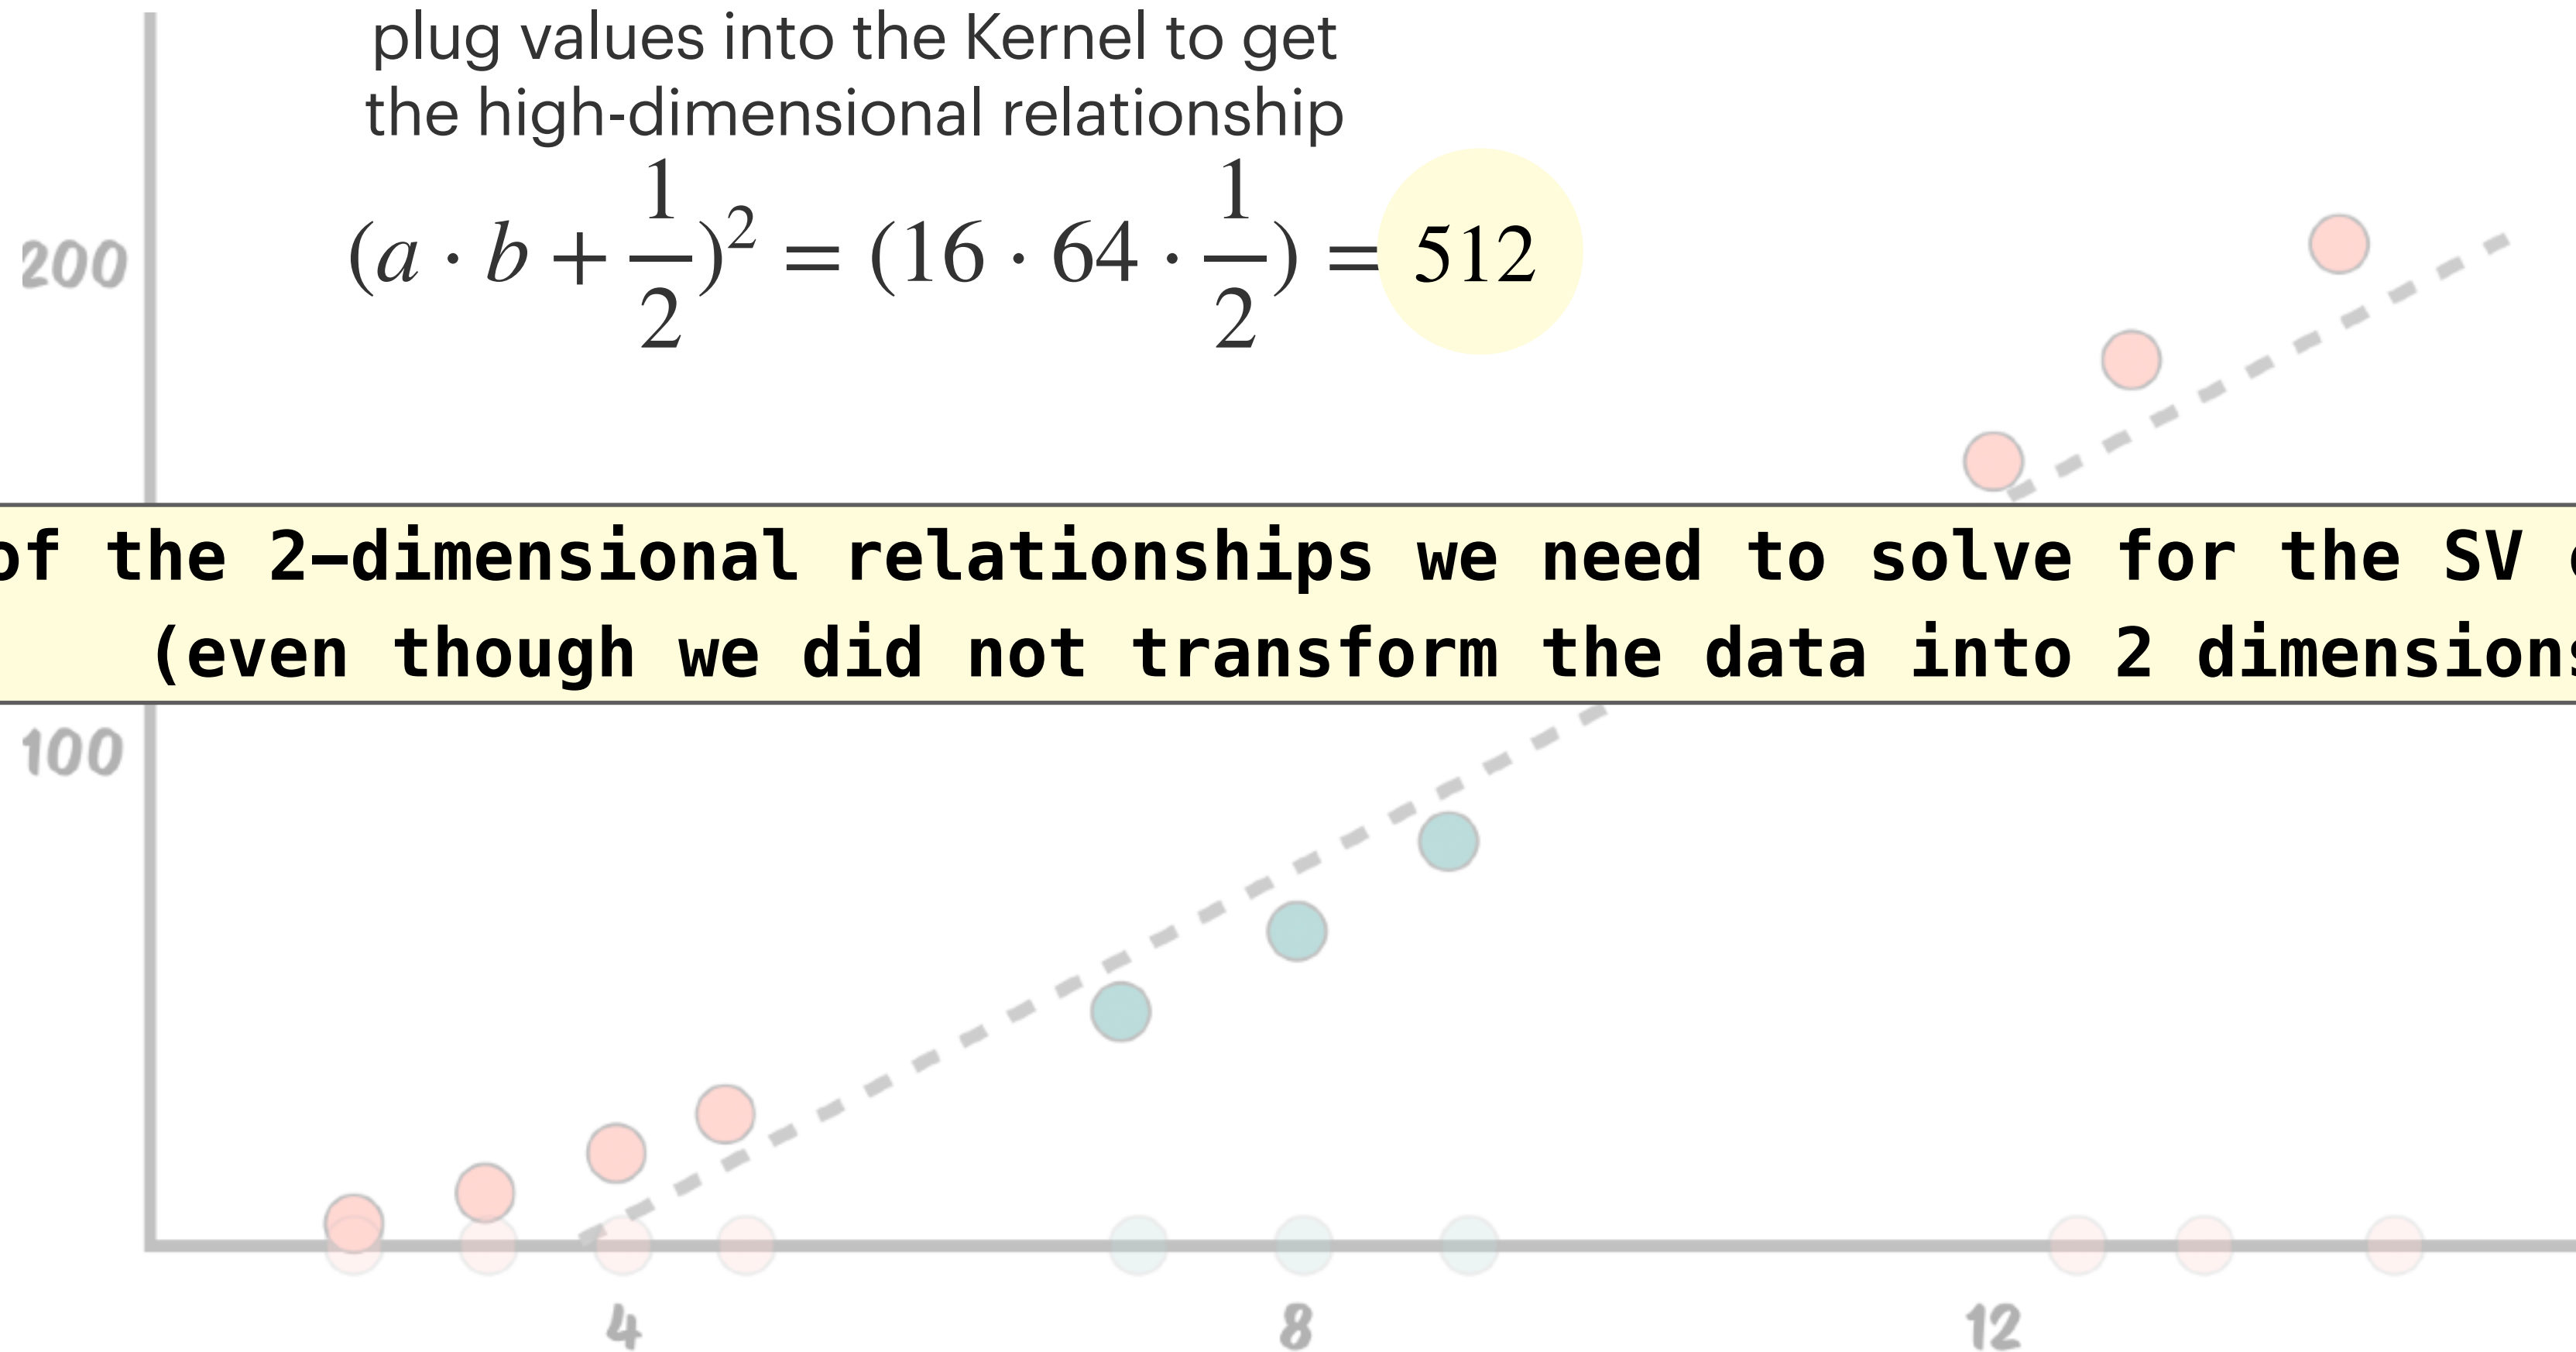 plug values into the Kernel to get
the high-dimensional relationship
(a · b + 1/2)² = (16 · 64 · 1/2) = 512
200
of the 2–dimensional relationships we need to solve for the SV
(even though we did not transform the data into 2 dimensions
100
4 8 12